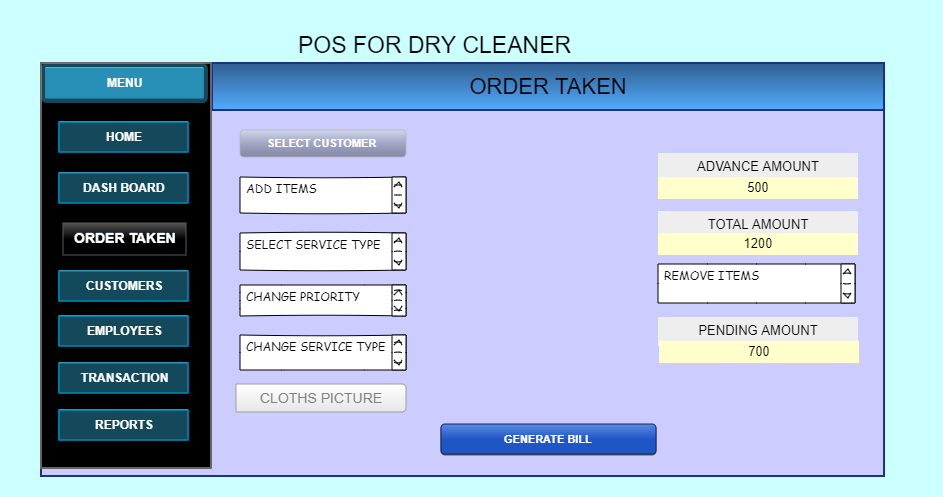 POS FOR DRY CLEANER
MENU
HOME
DASH BOARD
ORDER TAKEN
CUSTOMERS
EMPLOYEES
TRANSACTION
REPORTS
ORDER TAKEN
SELECT CUSTOMER
ADD ITEMS
SELECT SERVICE TYPE
CHANGE PRIORITY
CHANGE SERVICE TYPE
CLOTHS PICTURE
ADVANCE AMOUNT
500
TOTAL AMOUNT
1200
REMOVE ITEMS
PENDING AMOUNT
700
GENERATE BILL